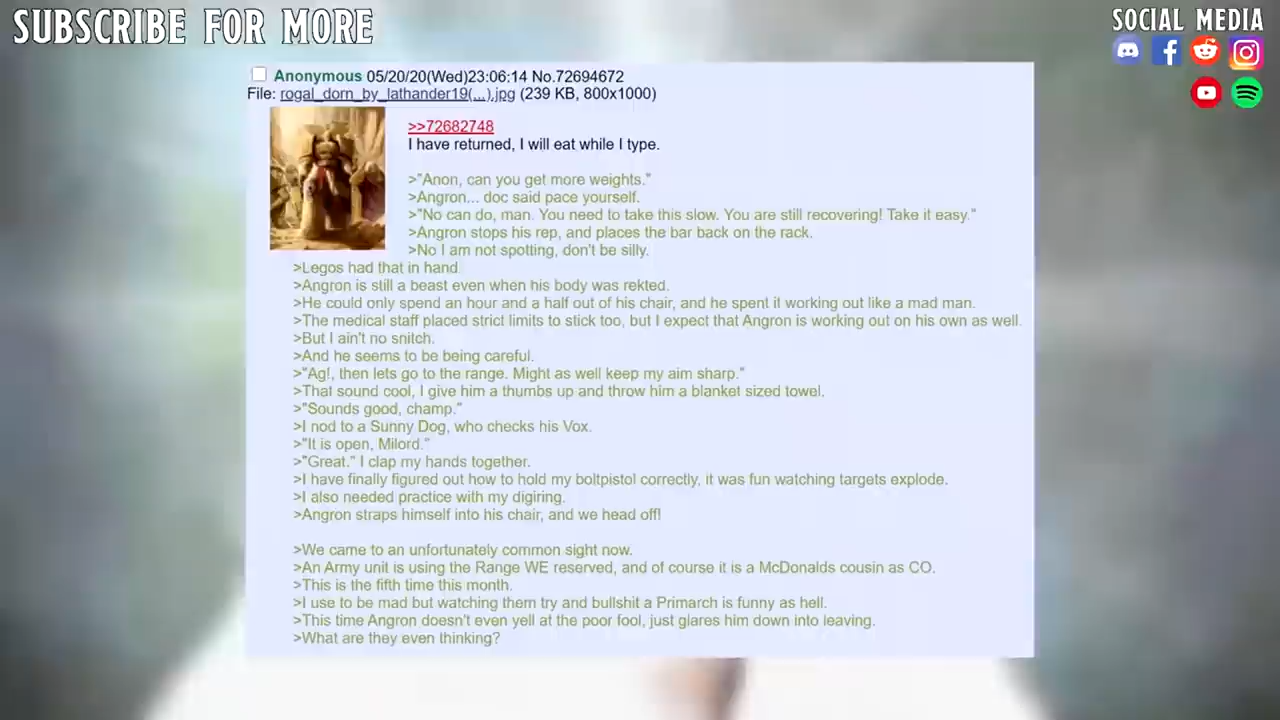 SUBSCRIBE FOR MORE
SOCIAL MEDIA
Anonymous 05/20/20(Wed)23:06:14 No.72694672
File: rogal_dorn_by_lathander19(...).jpg (239 KB, 800x1000)
>>72682748
I have returned, I will eat while I type.
>"Anon, can you get more weights."
>Angron... doc said pace yourself.
>"No can do, man. You need to take this slow. You are still recovering! Take it easy."
>Angron stops his rep, and places the bar back on the rack.
>No I am not spotting, don't be silly.
>Legos had that in hand.
>Angron is still a beast even when his body was rekted.
>He could only spend an hour and a half out of his chair, and he spent it working out like a mad man.
>The medical staff placed strict limits to stick too, but I expect that Angron is working out on his own as well.
>But I ain't no snitch.
>And he seems to be being careful.
>"Ag!, then lets go to the range. Might as well keep my aim sharp."
>That sound cool, I give him a thumbs up and throw him a blanket sized towel.
>"Sounds good, champ."
>I nod to a Sunny Dog, who checks his Vox.
>"It is open, Milord."
>"Great." I clap my hands together.
>I have finally figured out how to hold my boltpistol correctly, it was fun watching targets explode.
>I also needed practice with my digiring.
>Angron straps himself into his chair, and we head off!
>We came to an unfortunately common sight now.
>An Army unit is using the Range WE reserved, and of course it is a McDonalds cousin as CO.
>This is the fifth time this month.
>I use to be mad but watching them try and bullshit a Primarch is funny as hell.
>This time Angron doesn't even yell at the poor fool, just glares him down into leaving.
>What are they even thinking?